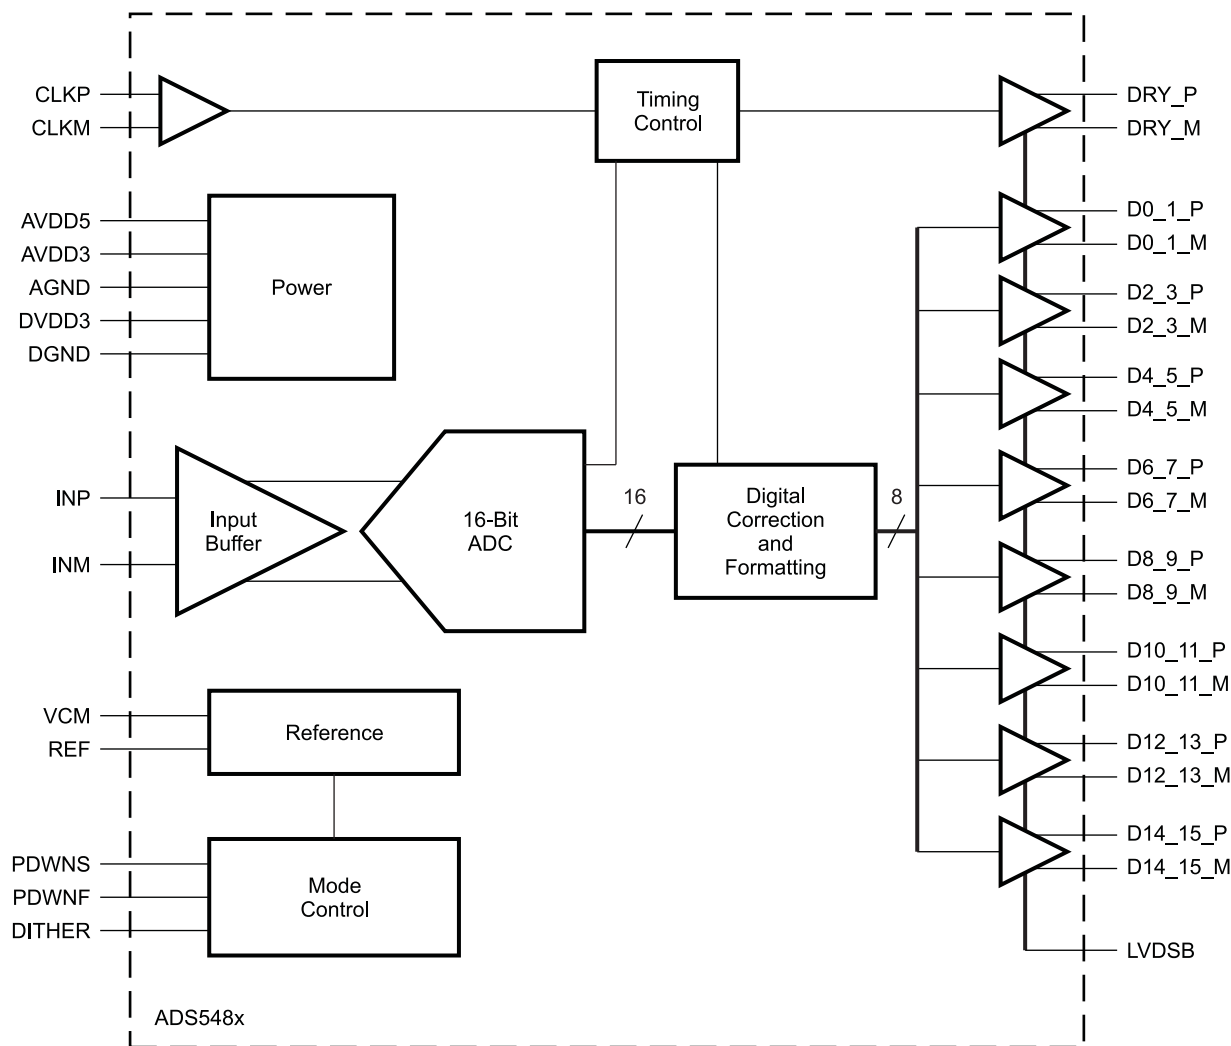 CLKP
CLKM
Timing
Control
DRY_P
DRY_M
AVDD5
AVDD3
AGND
DVDD3
DGND
Power
D0_1_P
D0_1_M
D2_3_P
D2_3_M
D4_5_P
D4_5_M
INP
INM
Input
Buffer
16-Bit
ADC
16
Digital
Correction
and
Formatting
8
D6_7_P
D6_7_M
D8_9_P
D8_9_M
D10_11_P
D10_11_M
VCM
REF
Reference
D12_13_P
D12_13_M
PDWNS
PDWNF
DITHER
Mode
Control
D14_15_P
D14_15_M
LVDSB
ADS548x